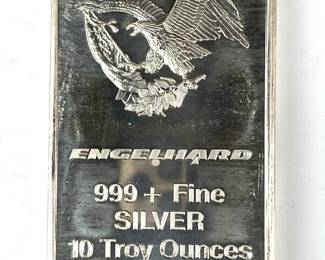 ENGELHARD
999 + Fine
SILVER
10 Troy Ounces